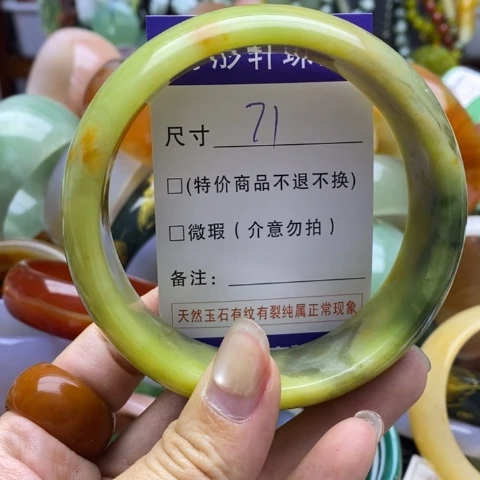 尺寸 71
□(特价商品不退不换)
□微瑕(介意勿拍)
备注:
天然玉石有纹有裂纯属正常现象